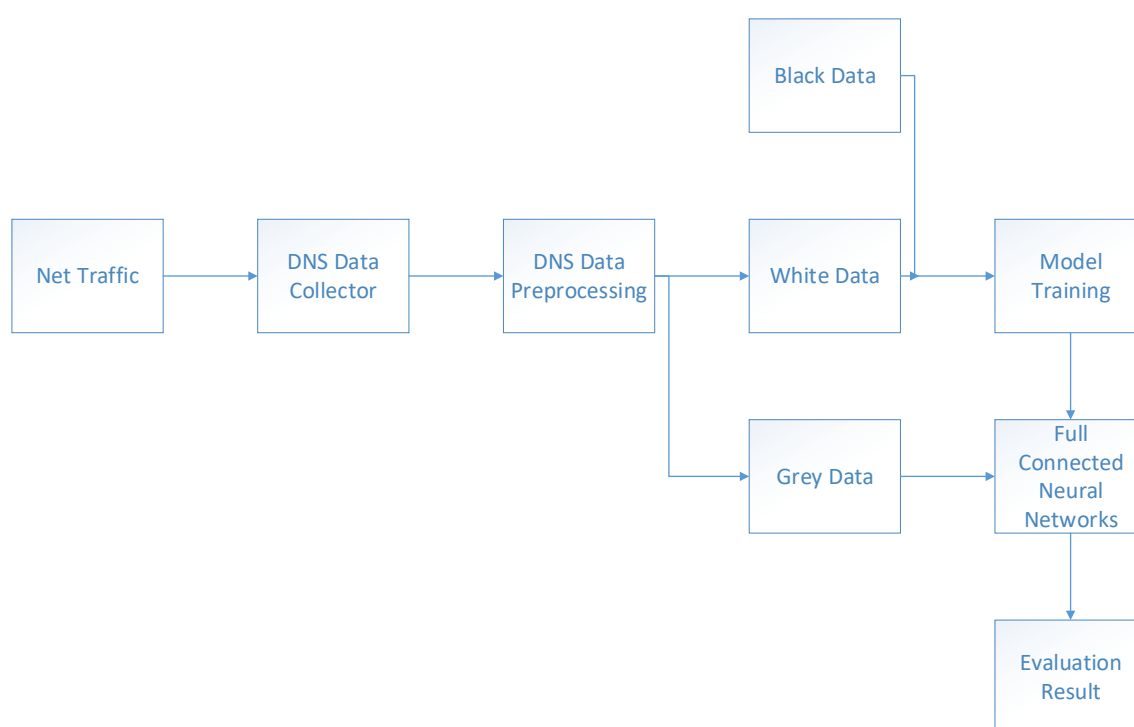 Black Data
Net Traffic
DNS Data
Collector
DNS Data
Preprocessing
White Data
Model
Training
Grey Data
Full
Connected
Neural
Networks
Evaluation
Result